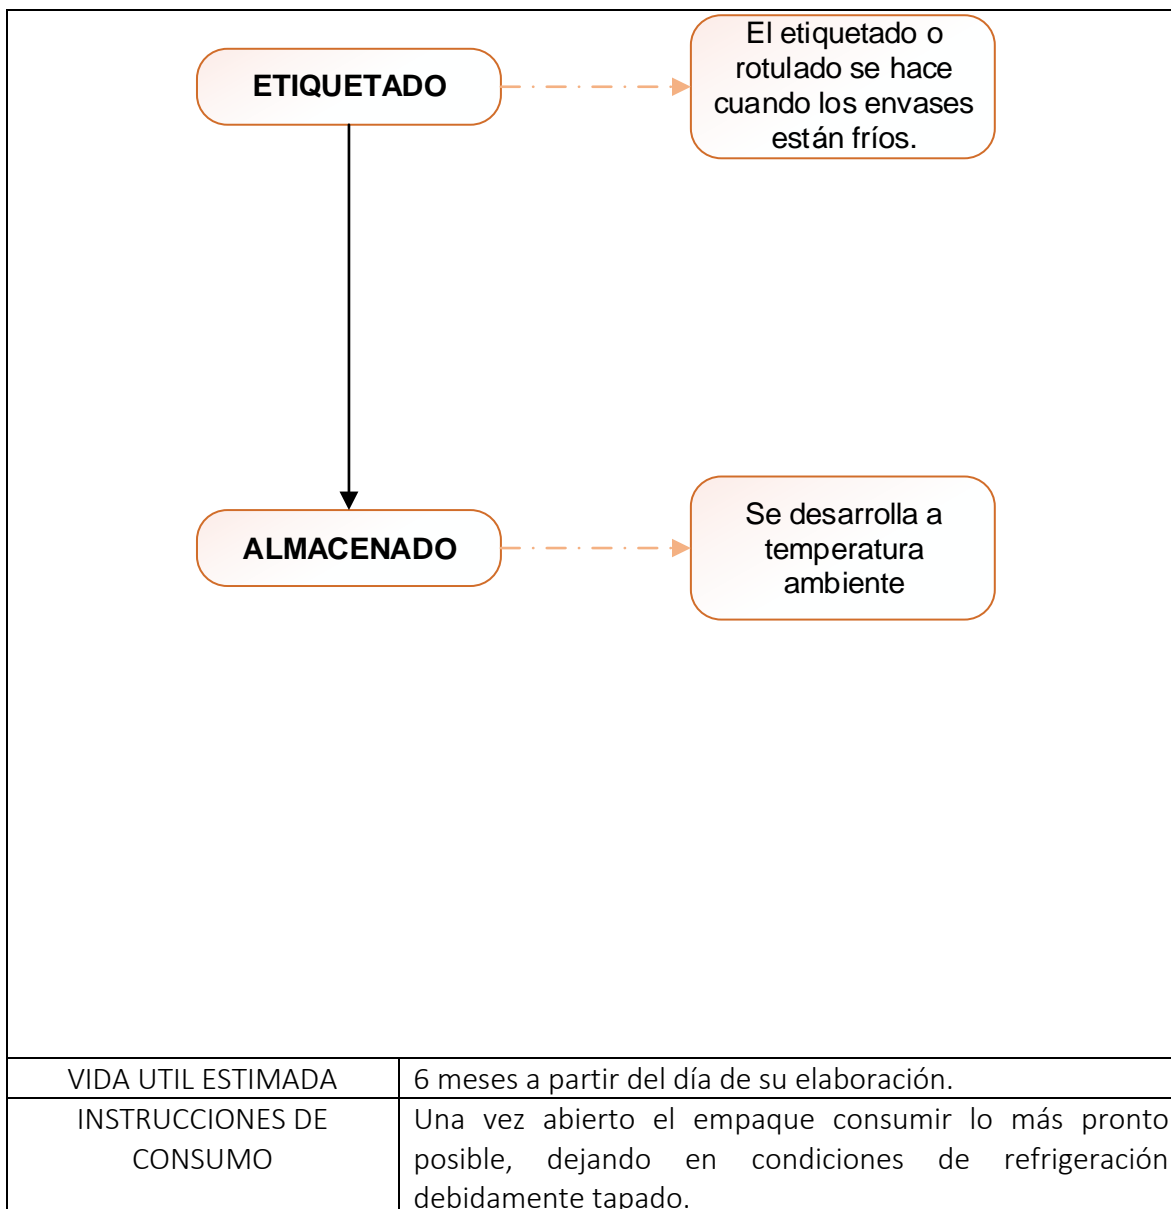 ETIQUETADO
El etiquetado o
rotulado se hace
cuando los envases
están fríos.
ALMACENADO
Se desarrolla a
temperatura
ambiente
VIDA UTIL ESTIMADA
6 meses a partir del día de su elaboración.
INSTRUCCIONES DE
CONSUMO
Una vez abierto el empaque consumir lo más pronto
posible, dejando en condiciones de refrigeración
debidamente tapado.